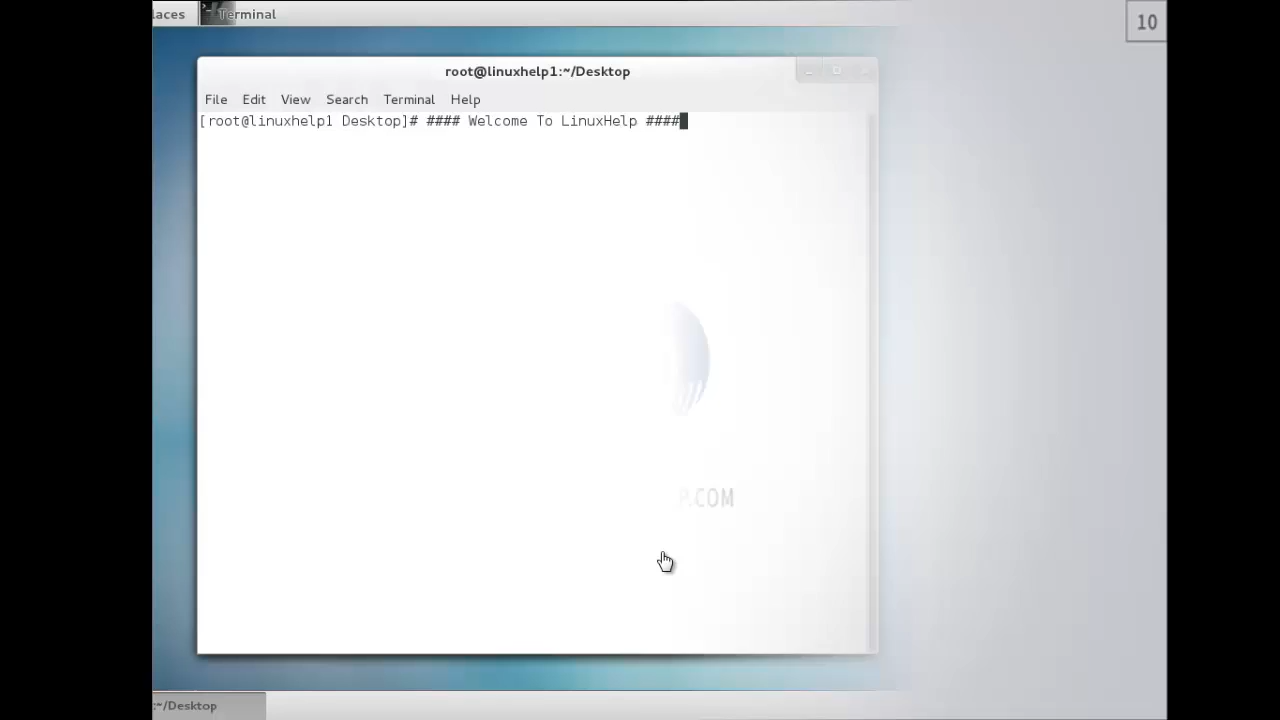 laces Terminal
10
root@linuxhelp1:~/Desktop
File Edit View Search Terminal Help
[root@linuxhelp1 Desktop]# #### Welcome To LinuxHelp ####
P.COM
:~/Desktop